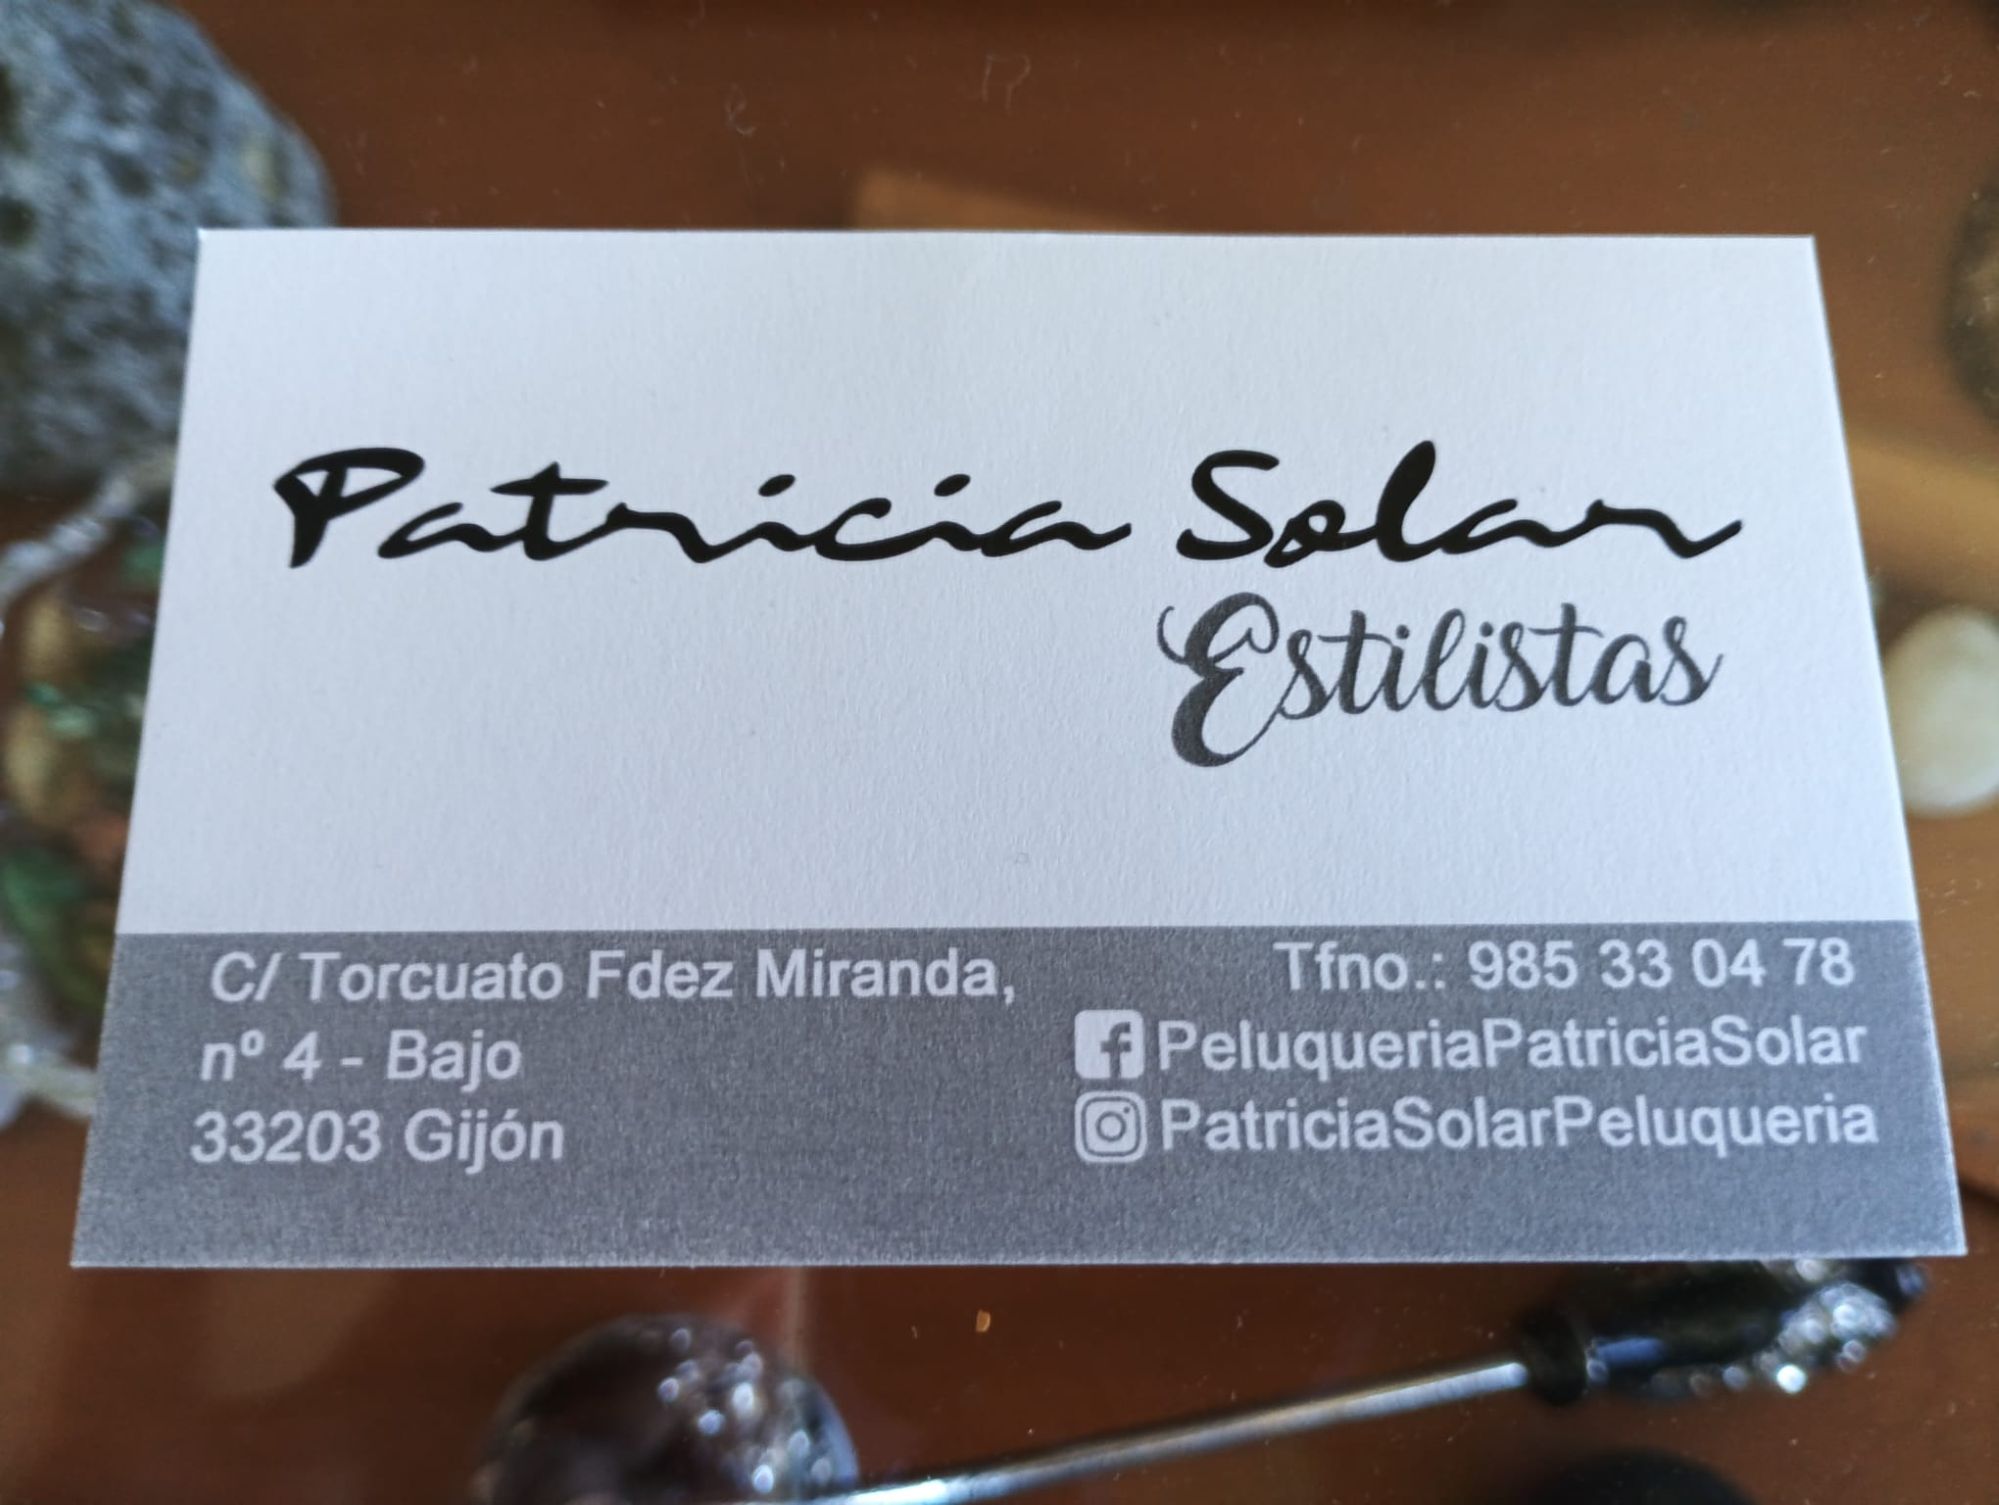 Patricia Solar
Estilistas
C/ Torcuato Fdez Miranda,
nº 4 - Bajo
33203 Gijón
Tfno.: 985 33 04 78
PeluqueriaPatriciaSolar
PatriciaSolarPeluqueria